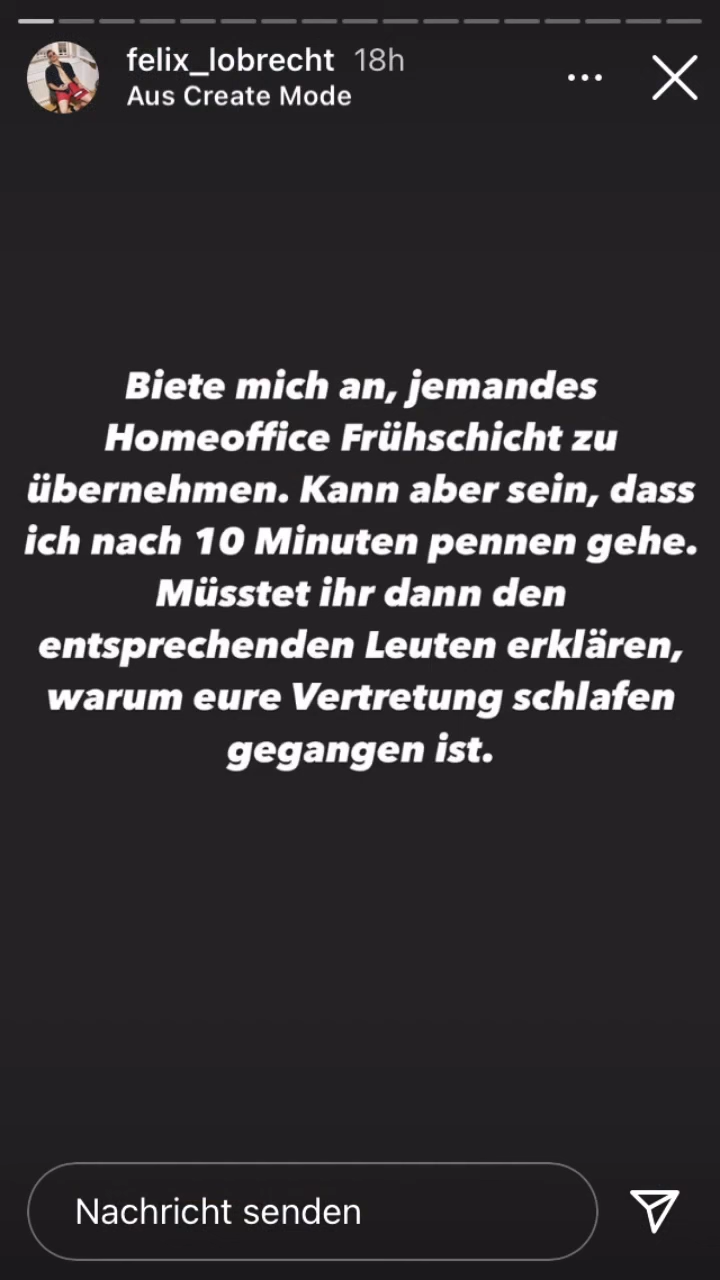 felix_lobrecht 18h
Aus Create Mode
Biete mich an, jemandes
Homeoffice Frühschicht zu
übernehmen. Kann aber sein, dass
ich nach 10 Minuten pennen gehe.
Müsstet ihr dann den
entsprechenden Leuten erklären,
warum eure Vertretung schlafen
gegangen ist.
Nachricht senden